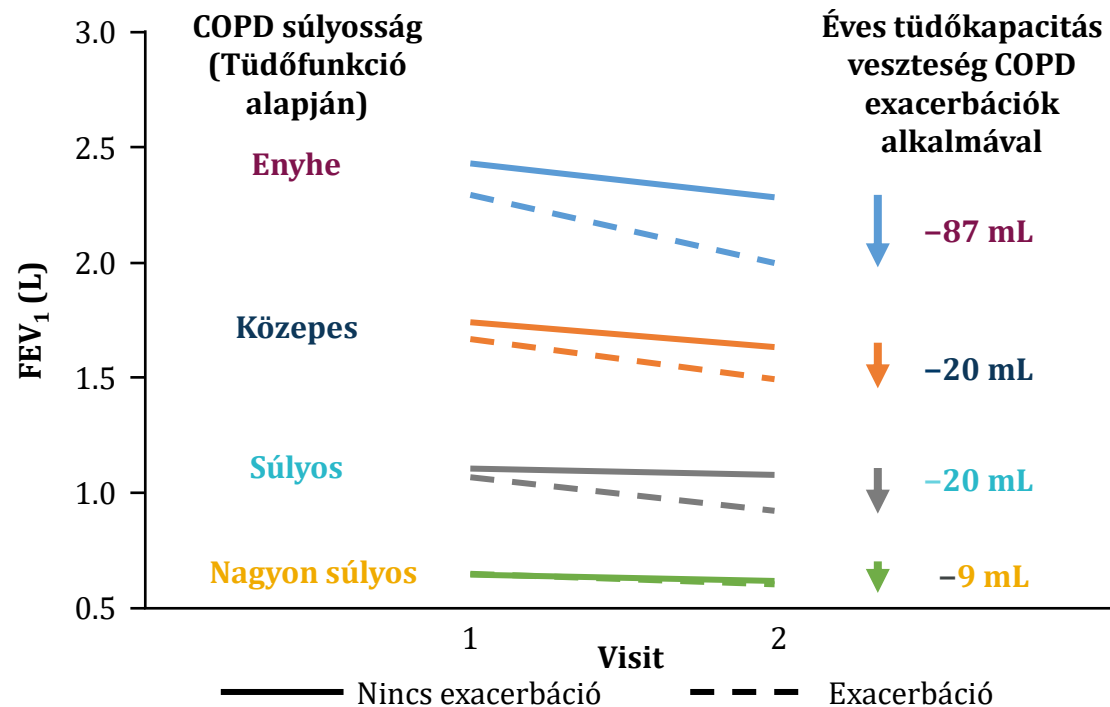 COPD súlyosság
(Tüdőfunkció
alapján)
Éves tüdőkapacitás
veszteség COPD
exacerbációk
alkalmával
FEV₁ (L)
3.0
2.5
2.0
1.5
1.0
0.5
Enyhe
−87 mL
Közepes
−20 mL
Súlyos
−20 mL
Nagyon súlyos
−9 mL
1
2
Visit
Nincs exacerbáció
Exacerbáció